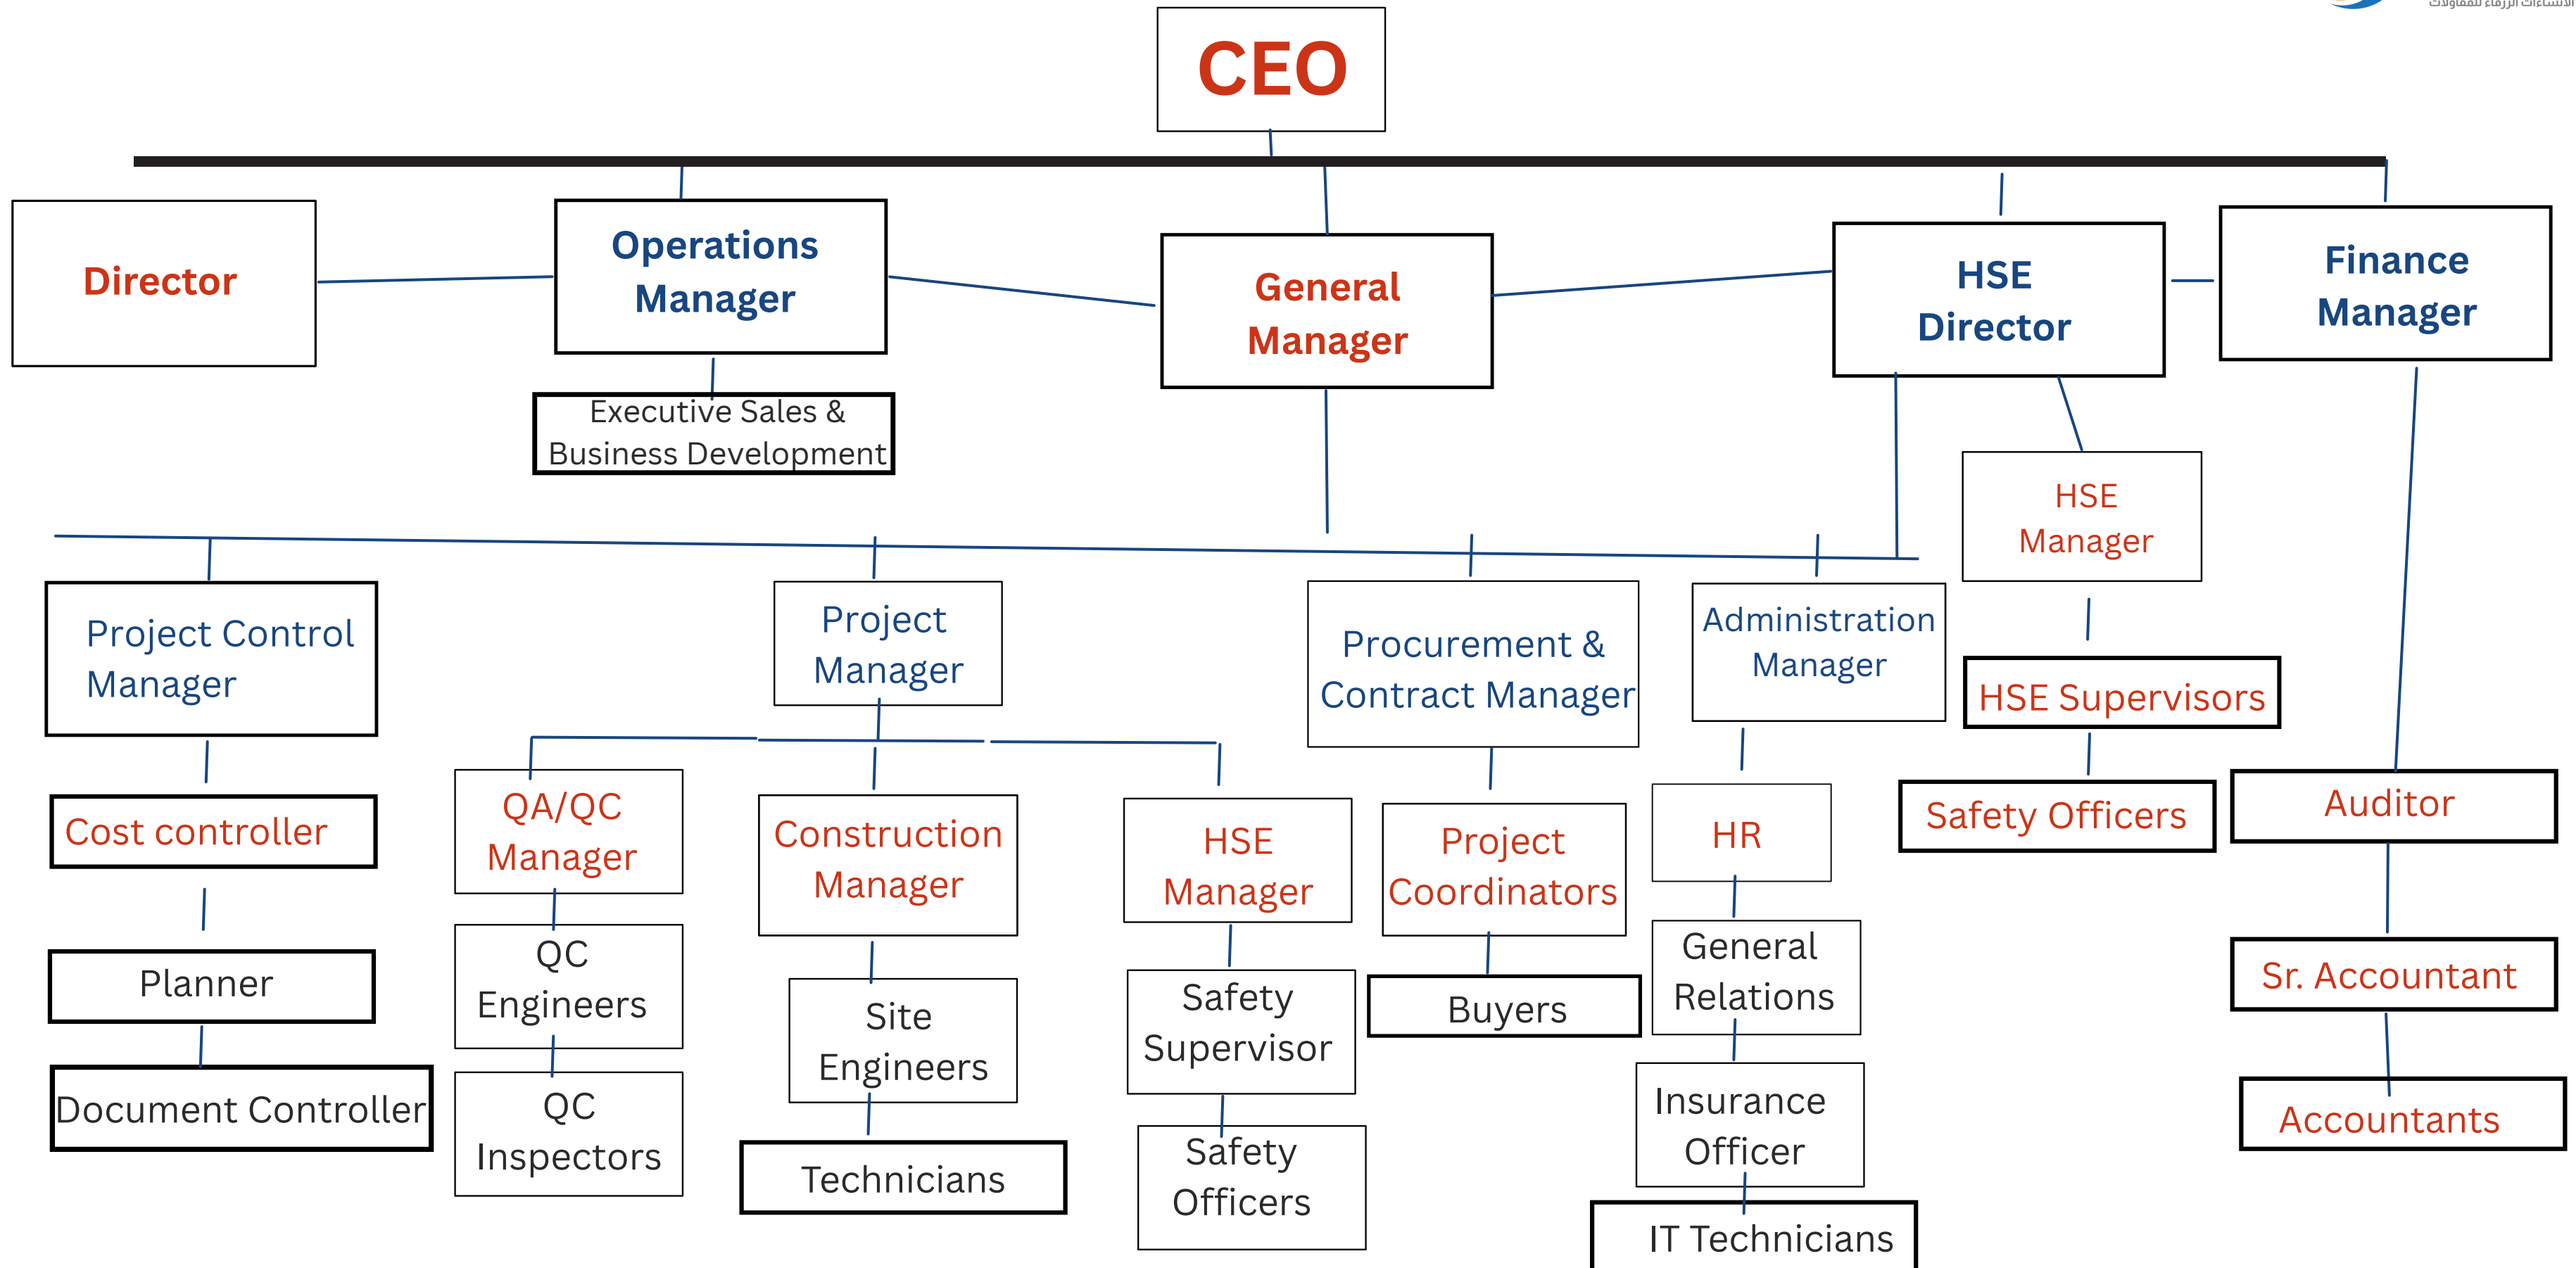 الانشاءات الزرقاء للمقاولات
CEO
Director
Operations
Manager
General
Manager
HSE
Director
Finance
Manager
Executive Sales &
Business Development
HSE
Manager
Project Control
Manager
Project
Manager
Procurement &
Contract Manager
Administration
Manager
HSE Supervisors
Safety Officers
Cost controller
QA/QC
Manager
Construction
Manager
HSE
Manager
Project
Coordinators
HR
Auditor
Planner
QC
Engineers
Site
Engineers
Safety
Supervisor
Buyers
General
Relations
Sr. Accountant
Document Controller
QC
Inspectors
Technicians
Safety
Officers
Insurance
Officer
Accountants
IT Technicians